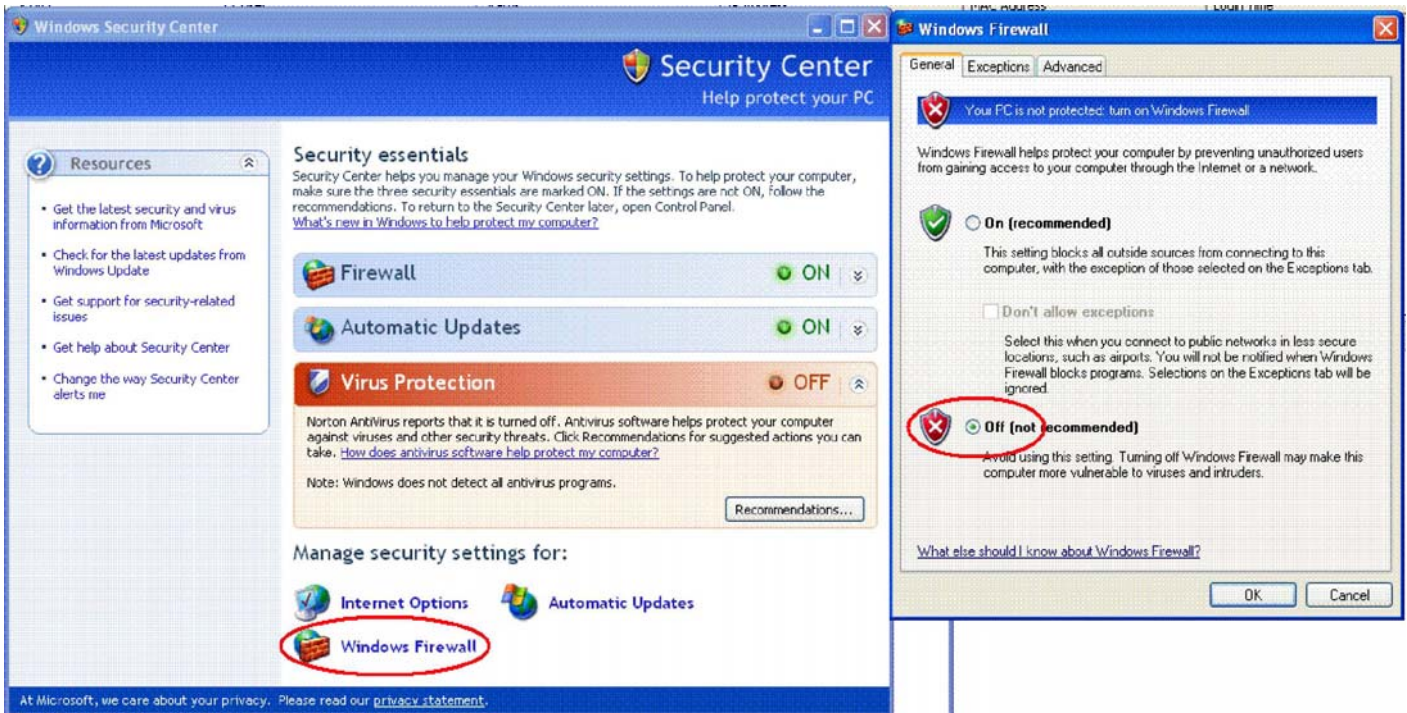 Windows Security Center
Security Center
Help protect your PC
Resources
• Get the latest security and virus
information from Microsoft
• Check for the latest updates from
Windows Update
• Get support for security-related
issues
• Get help about Security Center
• Change the way Security Center
alerts me
Security essentials
Security Center helps you manage your Windows security settings. To help protect your computer,
make sure the three security essentials are marked ON. If the settings are not ON, follow the
recommendations. To return to the Security Center later, open Control Panel.
What's new in Windows to help protect my computer?
Firewall ON
Automatic Updates ON
Virus Protection OFF
Norton AntiVirus reports that it is turned off. Antivirus software helps protect your computer
against viruses and other security threats. Click Recommendations for suggested actions you can
take. How does antivirus software help protect my computer?
Note: Windows does not detect all antivirus programs.
Recommendations...
Manage security settings for:
Internet Options
Automatic Updates
Windows Firewall
At Microsoft, we care about your privacy. Please read our privacy statement.
MAC Address
Login Time
Windows Firewall
General Exceptions Advanced
Your PC is not protected: turn on Windows Firewall
Windows Firewall helps protect your computer by preventing unauthorized users
from gaining access to your computer through the Internet or a network.
On (recommended)
This setting blocks all outside sources from connecting to this
computer, with the exception of those selected on the Exceptions tab.
Don't allow exceptions
Select this when you connect to public networks in less secure
locations, such as airports. You will not be notified when Windows
Firewall blocks programs. Selections on the Exceptions tab will be
ignored.
Off (not recommended)
Avoid using this setting. Turning off Windows Firewall may make this
computer more vulnerable to viruses and intruders.
What else should I know about Windows Firewall?
OK Cancel